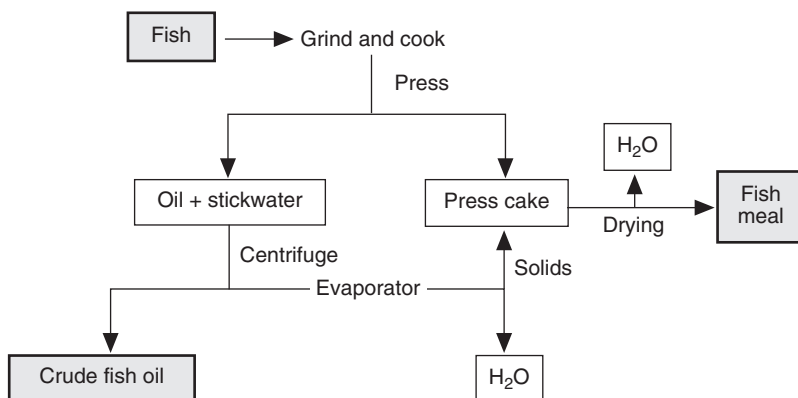 Fish
Grind and cook
Press
H₂O
Oil + stickwater
Press cake
Fish
meal
Drying
Centrifuge
Solids
Evaporator
Crude fish oil
H₂O